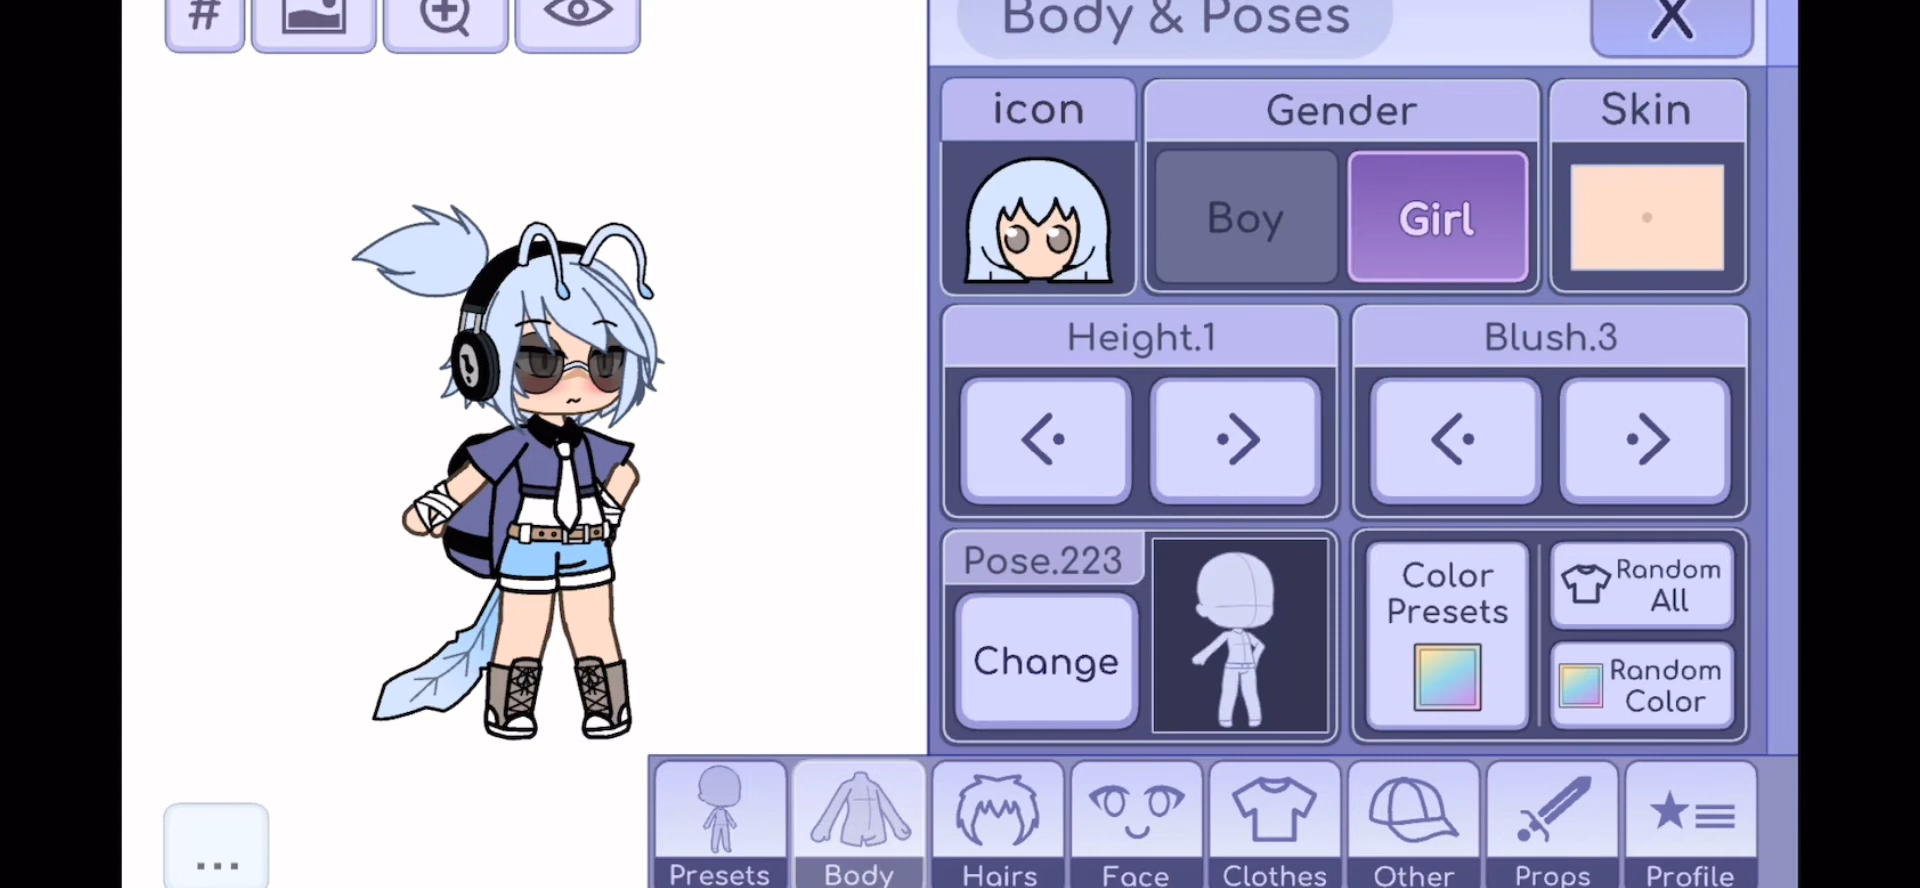 #
Body & Poses
X
icon
Gender
Skin
Boy
Girl
Height.1
Blush.3
Pose.223
Change
Color
Presets
Random
All
Random
Color
...
Presets
Body
Hairs
Face
Clothes
Other
Props
Profile